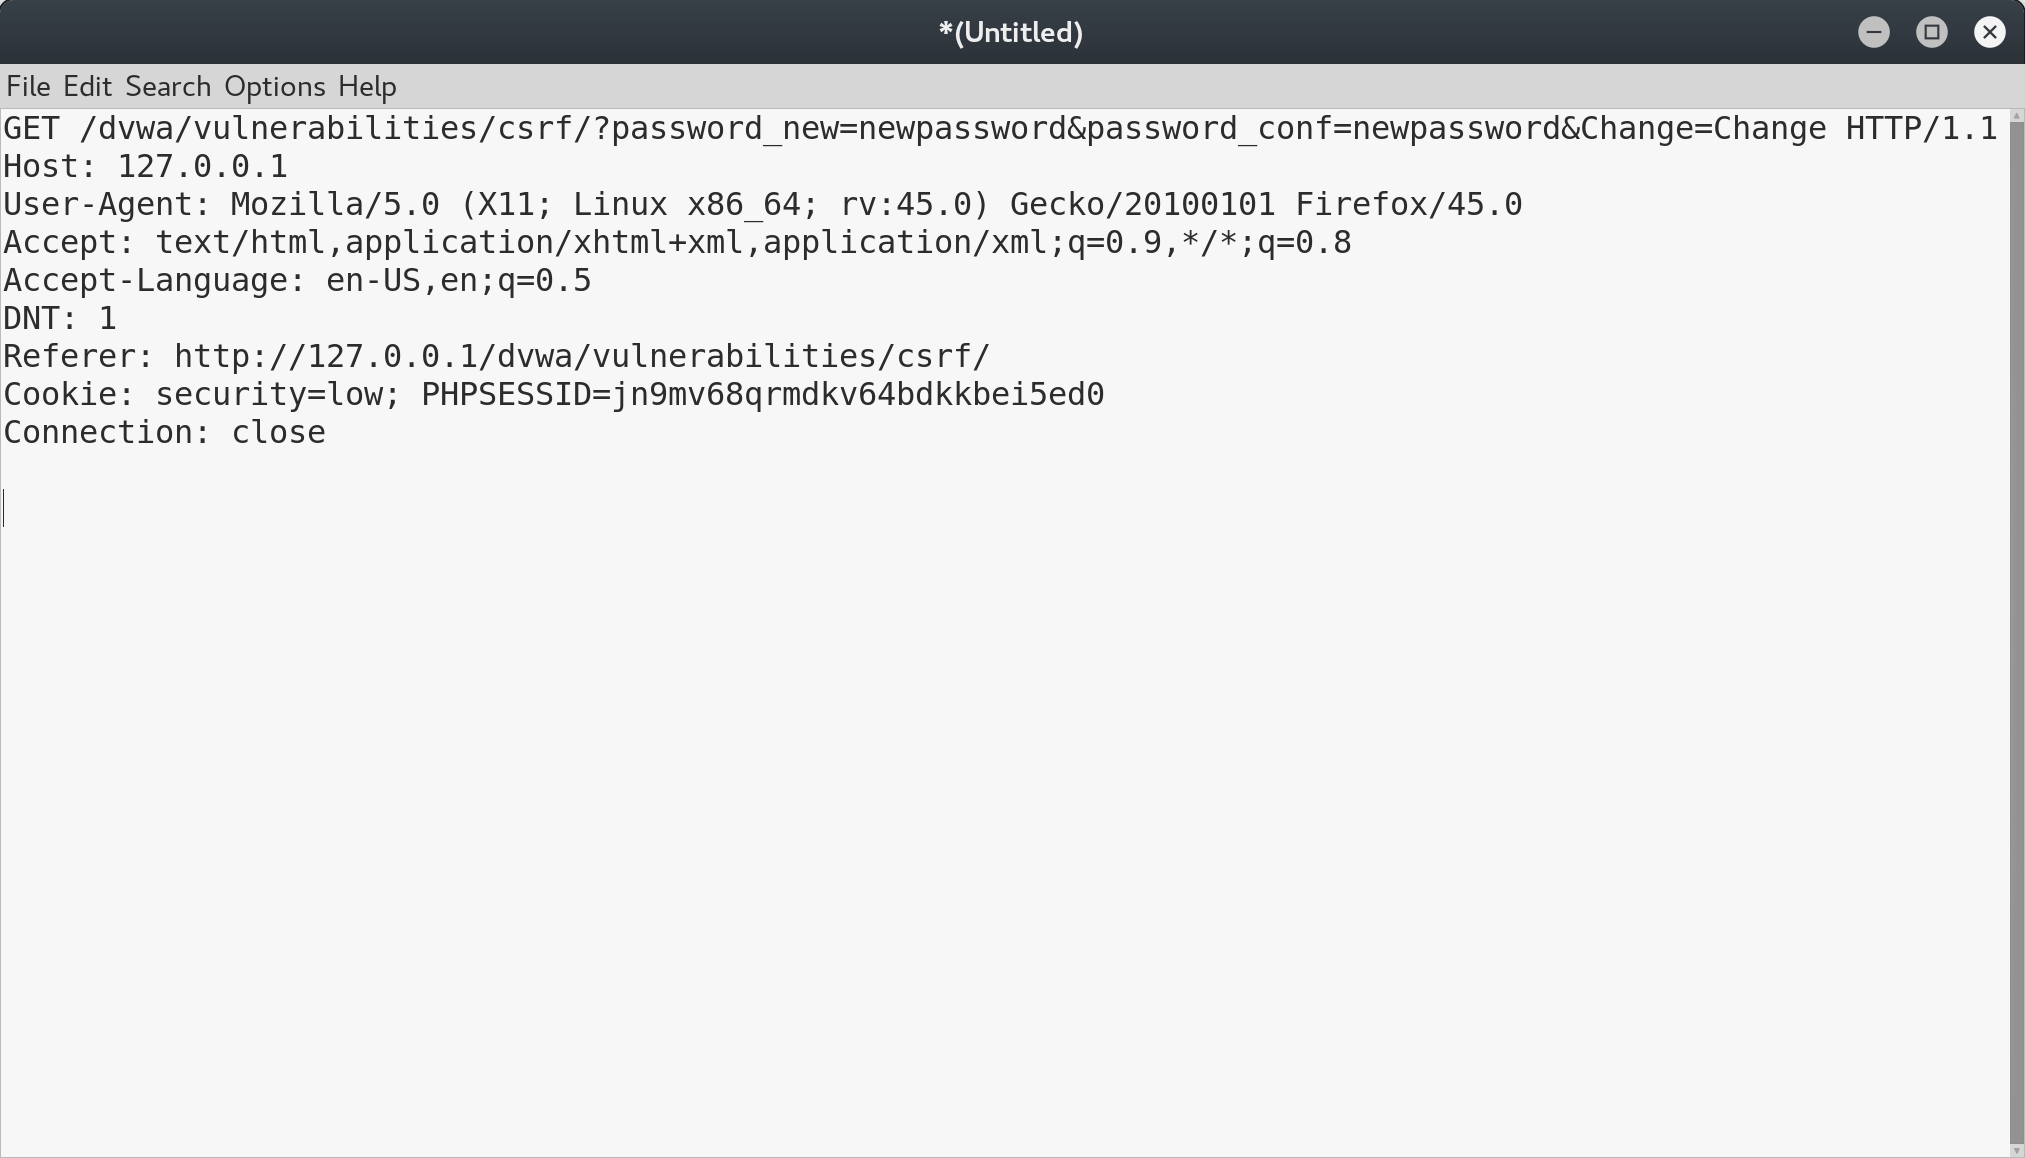 *(Untitled)
File Edit Search Options Help
GET /dvwa/vulnerabilities/csrf/?password_new=newpassword&password_conf=newpassword&Change=Change HTTP/1.1
Host: 127.0.0.1
User-Agent: Mozilla/5.0 (X11; Linux x86_64; rv:45.0) Gecko/20100101 Firefox/45.0
Accept: text/html,application/xhtml+xml,application/xml;q=0.9,*/*;q=0.8
Accept-Language: en-US,en;q=0.5
DNT: 1
Referer: http://127.0.0.1/dvwa/vulnerabilities/csrf/
Cookie: security=low; PHPSESSID=jn9mv68qrmdkv64bdkkbei5ed0
Connection: close